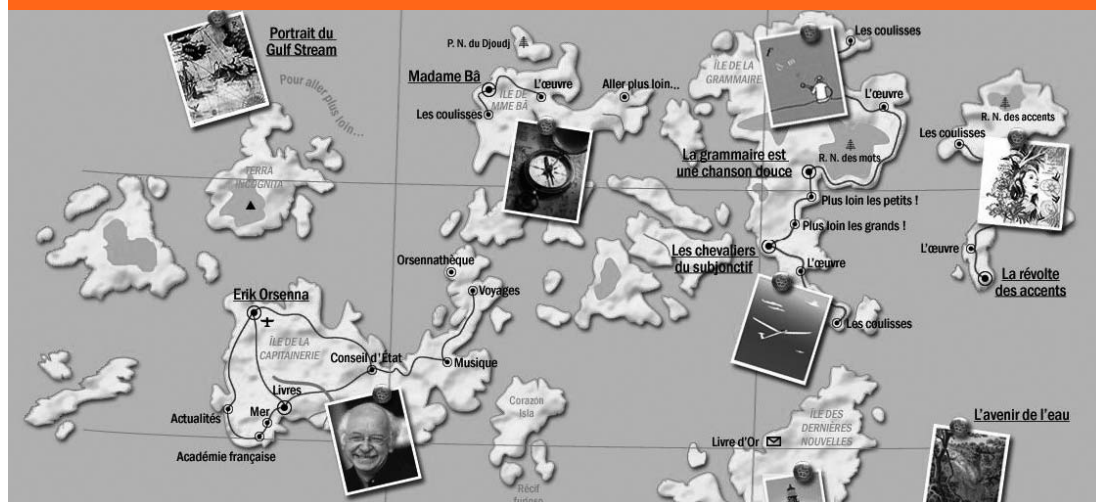 Portrait du
Gulf Stream
Pour aller plus loin...
TERRA
INCOGNITA
P. N. du Djoudj
Madame Bâ
L'œuvre
ÎLE DE
MME BÂ
Les coulisses
Aller plus loin...
Les coulisses
ÎLE DE LA
GRAMMAIRE
L'œuvre
R. N. des mots
La grammaire est
une chanson douce
Plus loin les petits !
Plus loin les grands !
Les chevaliers
du subjonctif
L'œuvre
Les coulisses
R. N. des accents
Les coulisses
L'œuvre
La révolte
des accents
Orsennathèque
Voyages
Erik Orsenna
ÎLE DE LA
CAPITAINERIE
Conseil d'État
Musique
Livres
Actualités
Mer
Académie française
Corazon
Isla
Récif
furioso
ÎLE DES
DERNIÈRES
NOUVELLES
Livre d'Or
L'avenir de l'eau